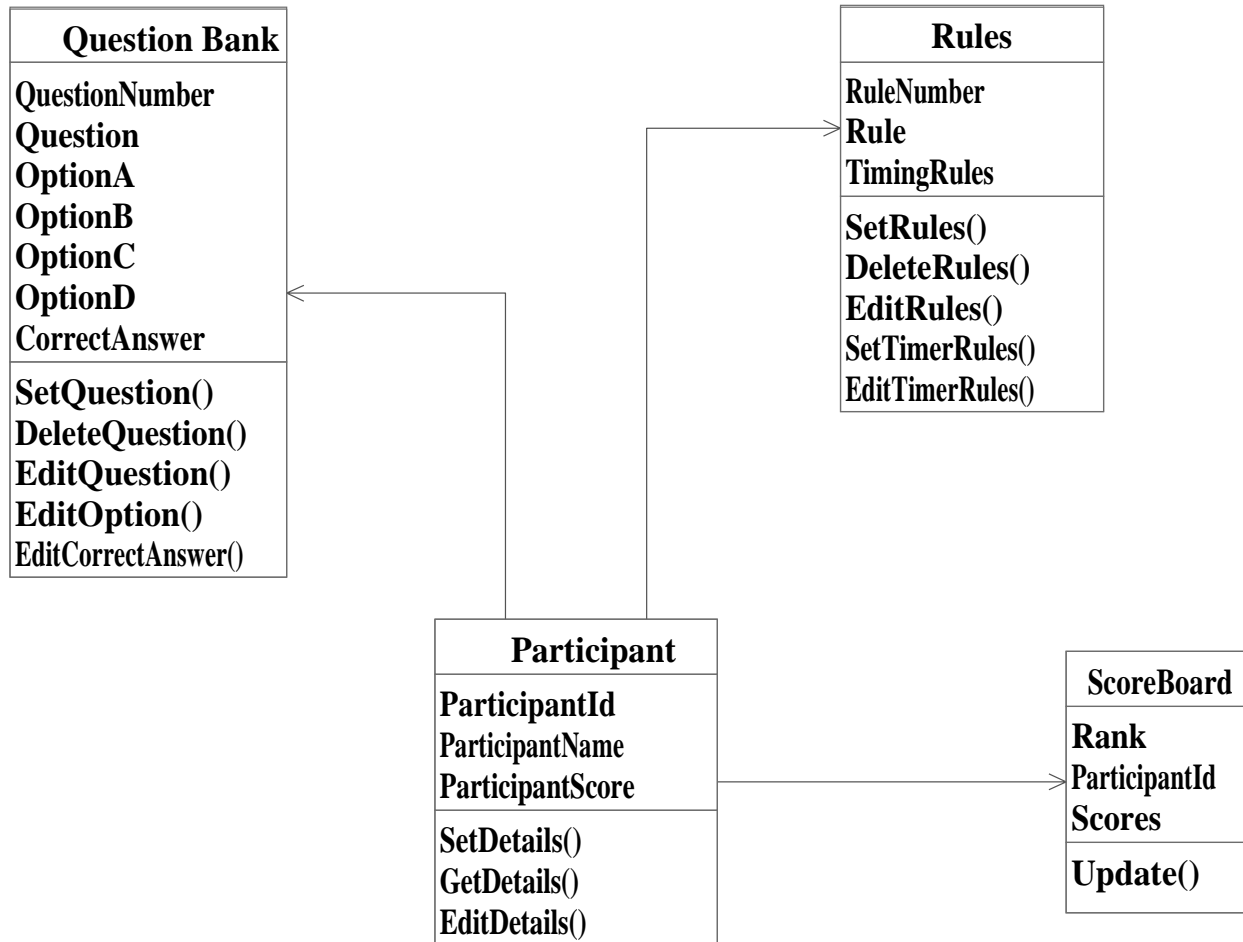 Question Bank
QuestionNumber
Question
OptionA
OptionB
OptionC
OptionD
CorrectAnswer
SetQuestion()
DeleteQuestion()
EditQuestion()
EditOption()
EditCorrectAnswer()
Rules
RuleNumber
Rule
TimingRules
SetRules()
DeleteRules()
EditRules()
SetTimerRules()
EditTimerRules()
Participant
ParticipantId
ParticipantName
ParticipantScore
SetDetails()
GetDetails()
EditDetails()
ScoreBoard
Rank
ParticipantId
Scores
Update()